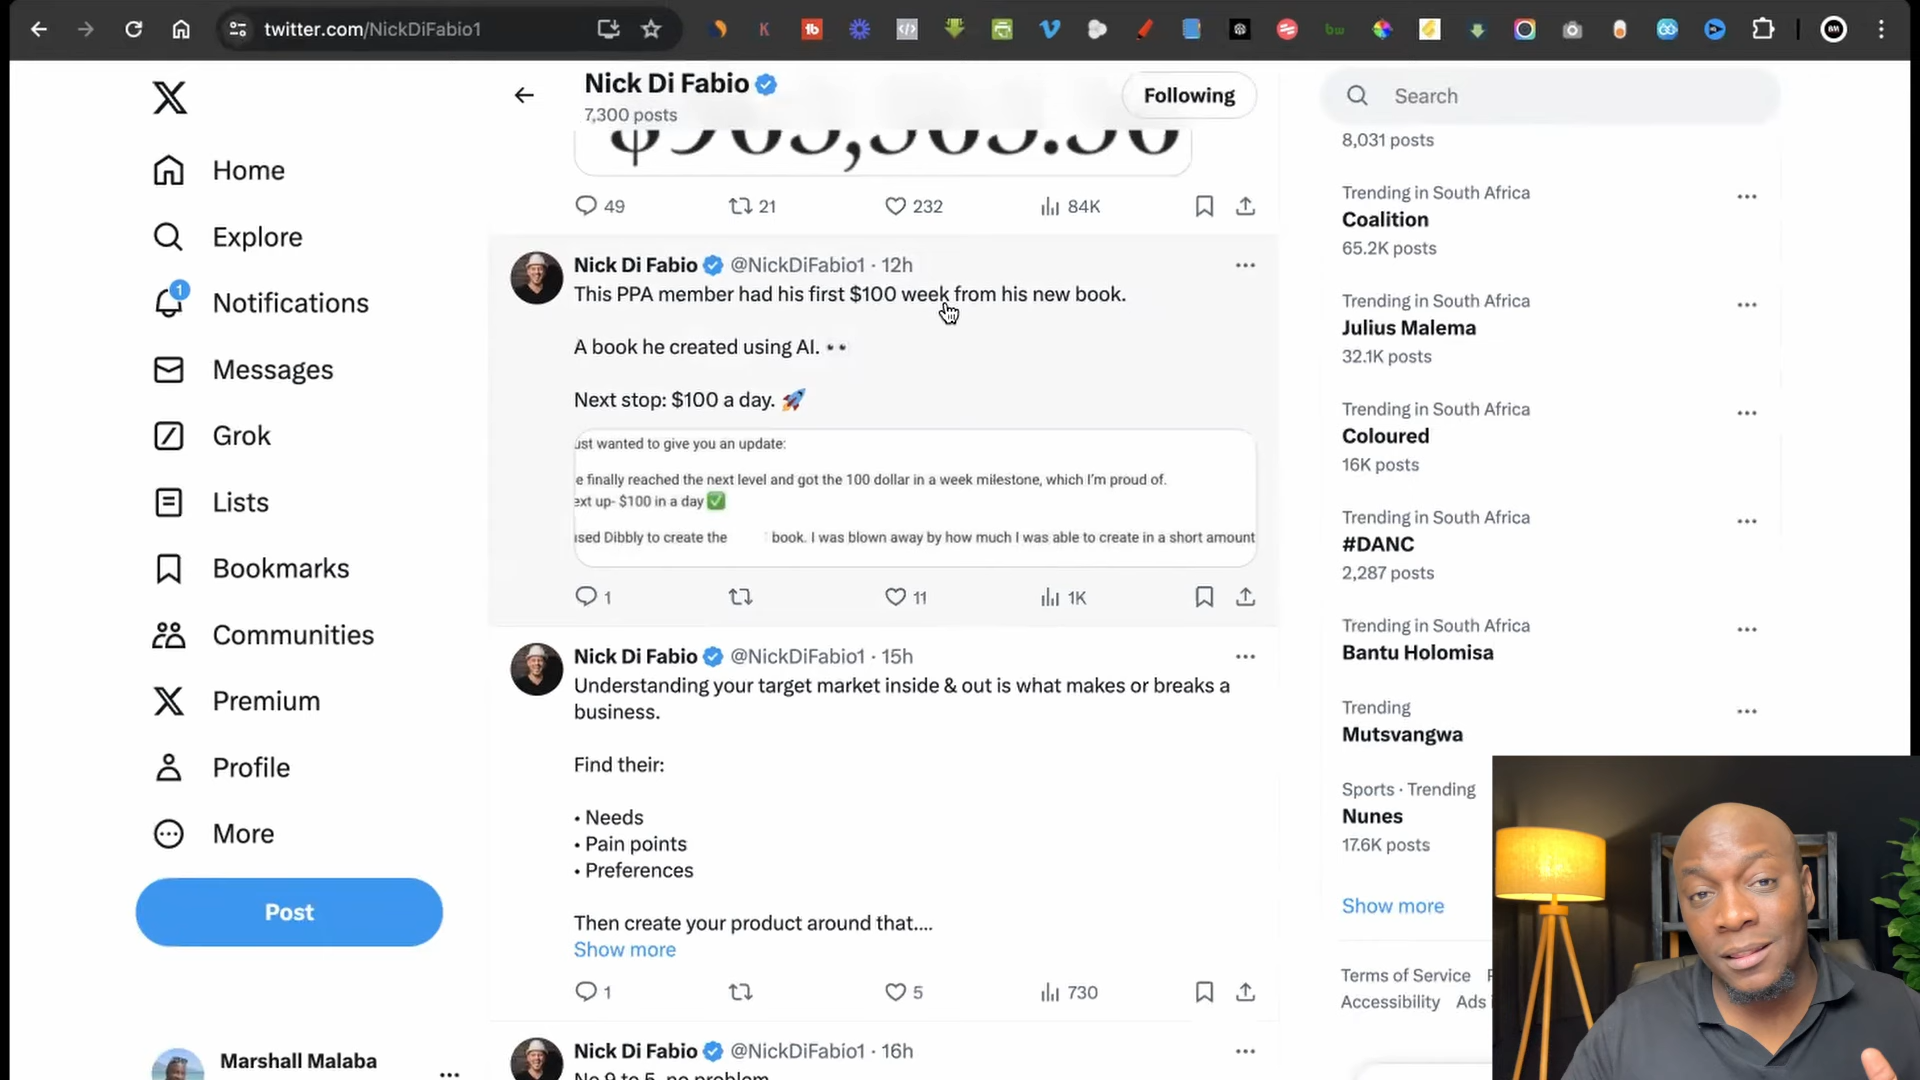 twitter.com/NickDiFabio1
Nick Di Fabio
7,300 posts
Following
Search
8,031 posts
Home
Explore
1
Notifications
Messages
Grok
Lists
Bookmarks
Communities
Premium
Profile
More
Post
Marshall Malaba
49 21 232 84K
Nick Di Fabio @NickDiFabio1 · 12h
This PPA member had his first $100 week from his new book.
A book he created using AI. 👀
Next stop: $100 a day. 🚀
ust wanted to give you an update:
e finally reached the next level and got the 100 dollar in a week milestone, which I'm proud of.
ext up- $100 in a day ✅
used Dibbly to create the book. I was blown away by how much I was able to create in a short amount
1 11 1K
Nick Di Fabio @NickDiFabio1 · 15h
Understanding your target market inside & out is what makes or breaks a
business.
Find their:
• Needs
• Pain points
• Preferences
Then create your product around that....
Show more
1 5 730
Nick Di Fabio @NickDiFabio1 · 16h
No 9 to 5, no problem
Trending in South Africa
Coalition
65.2K posts
Trending in South Africa
Julius Malema
32.1K posts
Trending in South Africa
Coloured
16K posts
Trending in South Africa
#DANC
2,287 posts
Trending in South Africa
Bantu Holomisa
Trending
Mutsvangwa
Sports · Trending
Nunes
17.6K posts
Show more
Terms of Service
Accessibility Ads